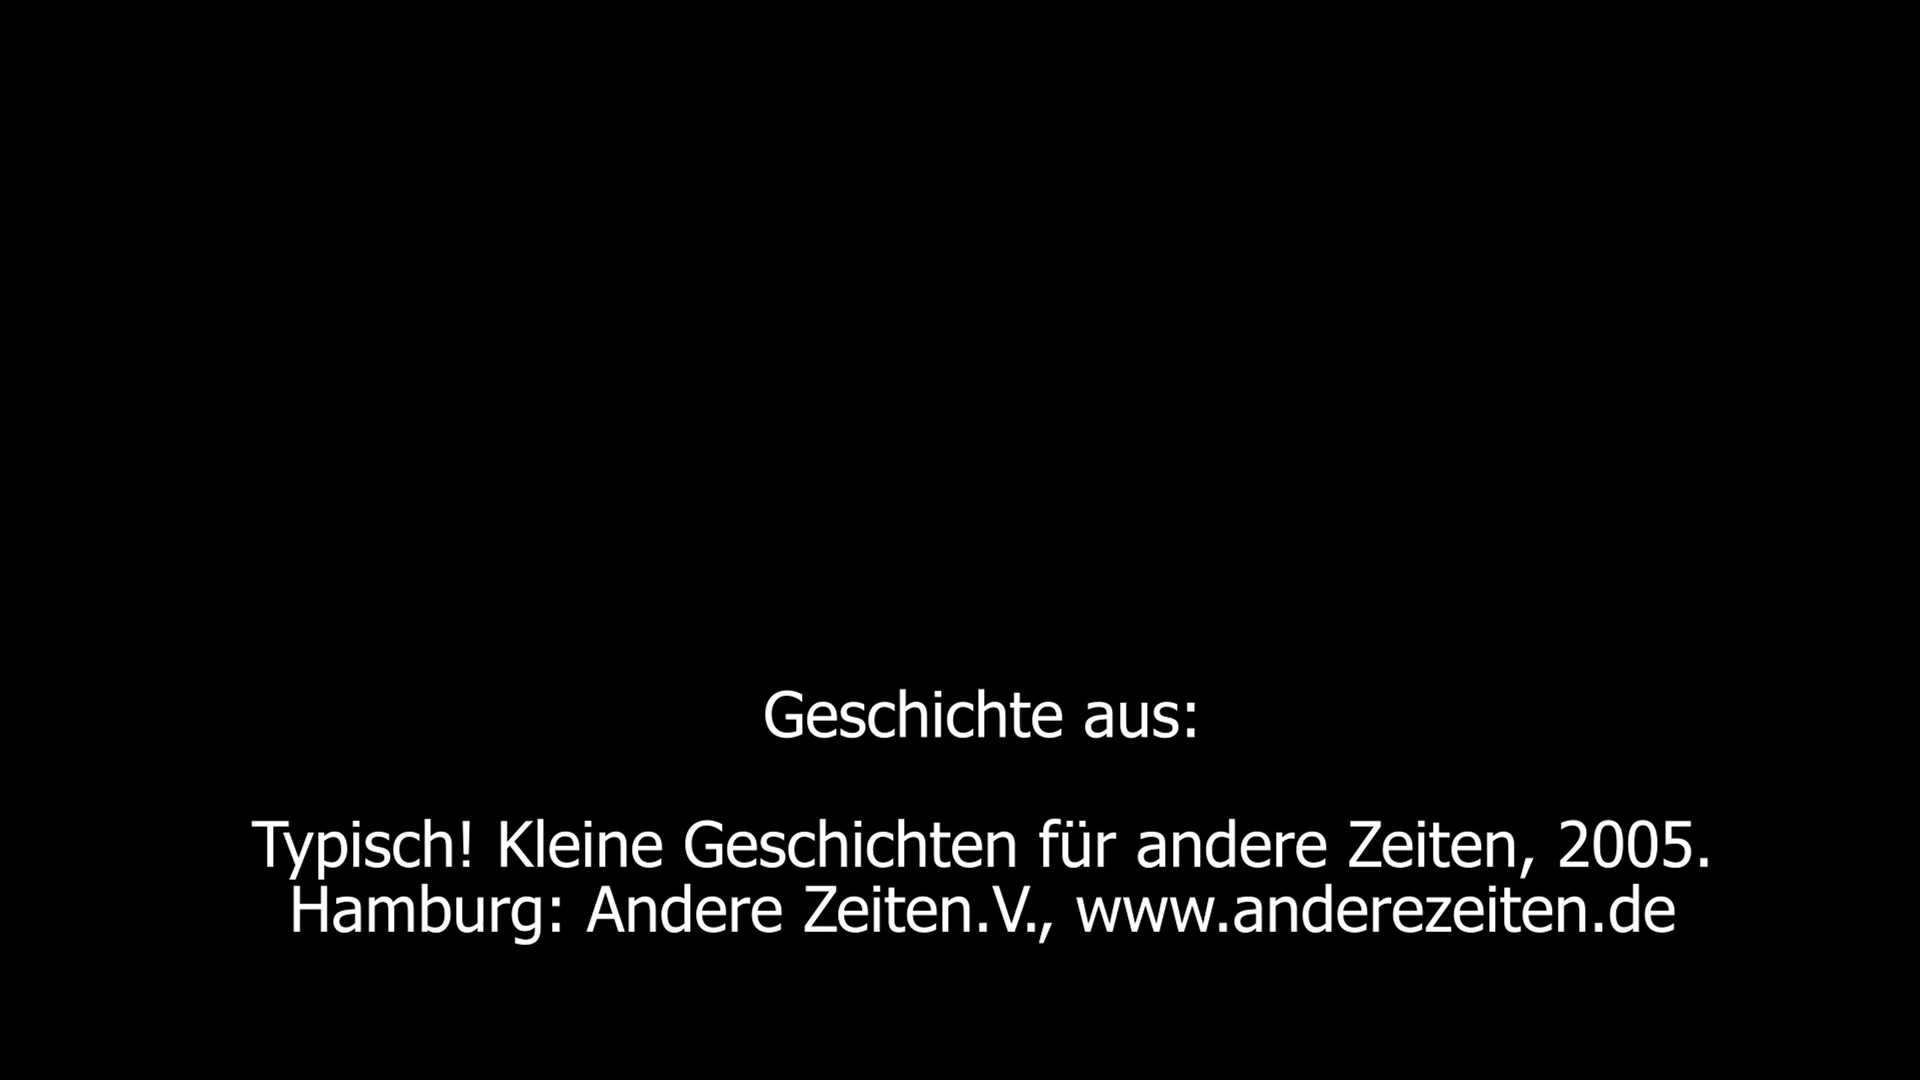 Geschichte aus:
Typisch! Kleine Geschichten für andere Zeiten, 2005.
Hamburg: Andere Zeiten.V., www.anderezeiten.de